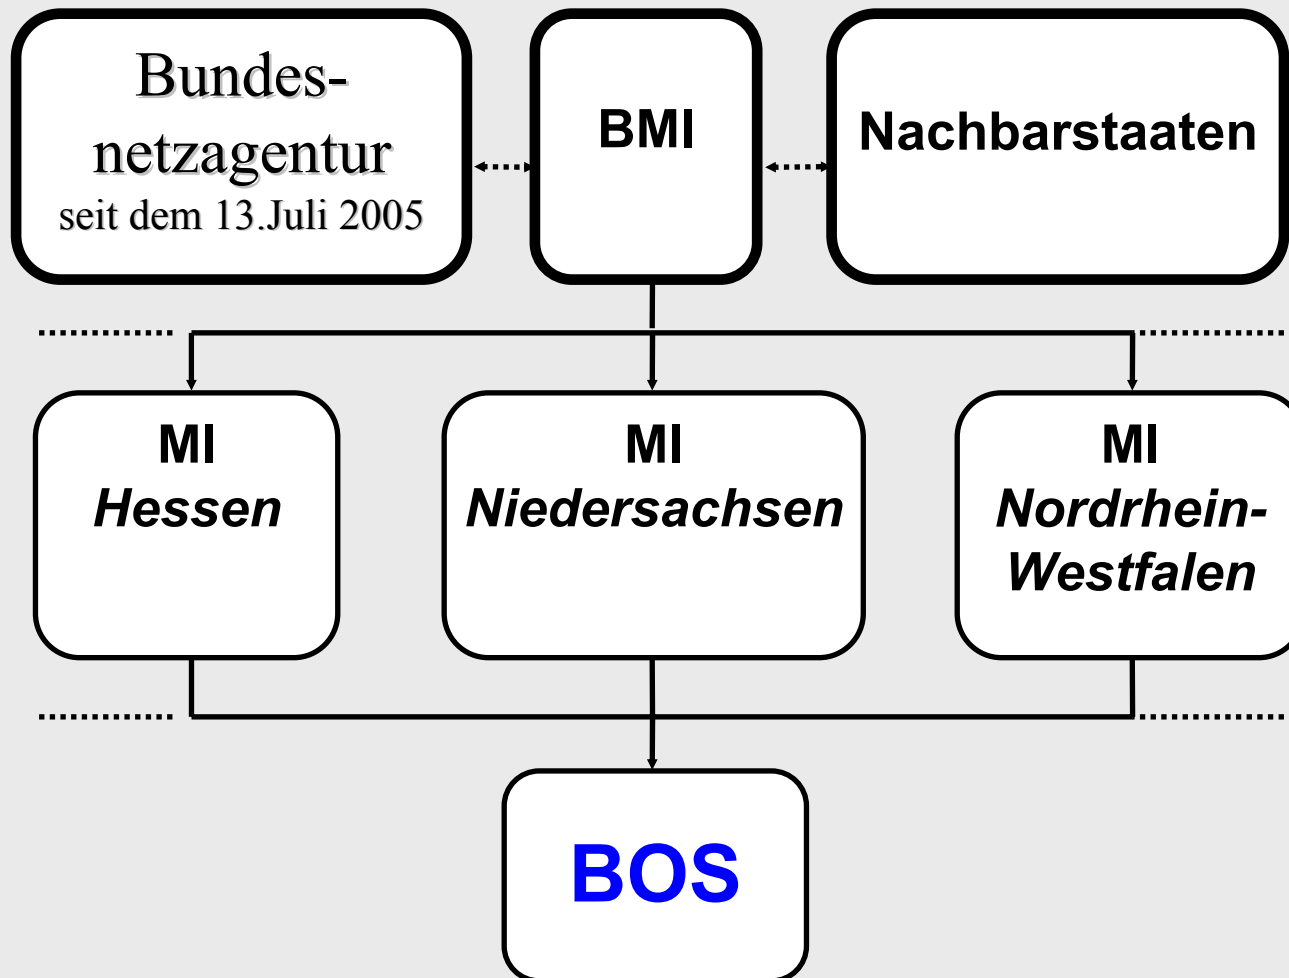 Bundes-
netzagentur
seit dem 13.Juli 2005
BMI
Nachbarstaaten
MI
Hessen
MI
Niedersachsen
MI
Nordrhein-
Westfalen
BOS